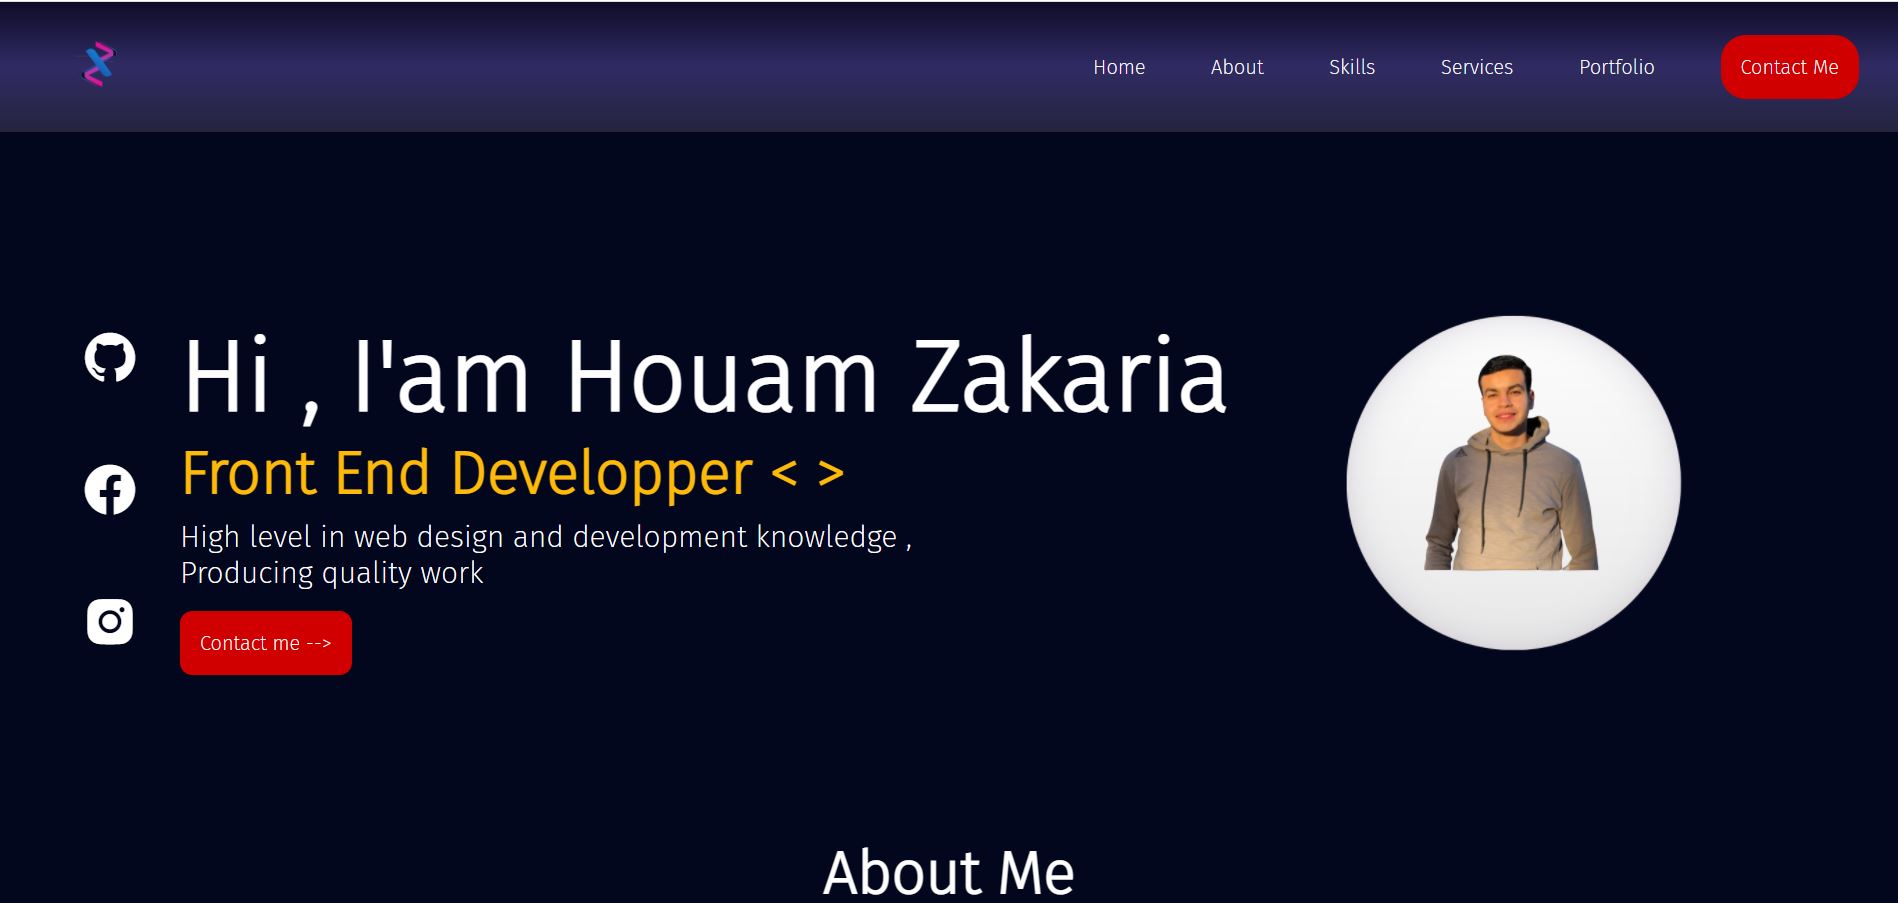 Home About Skills Services Portfolio Contact Me
Hi , I'am Houam Zakaria
Front End Developper < >
High level in web design and development knowledge ,
Producing quality work
Contact me -->
About Me